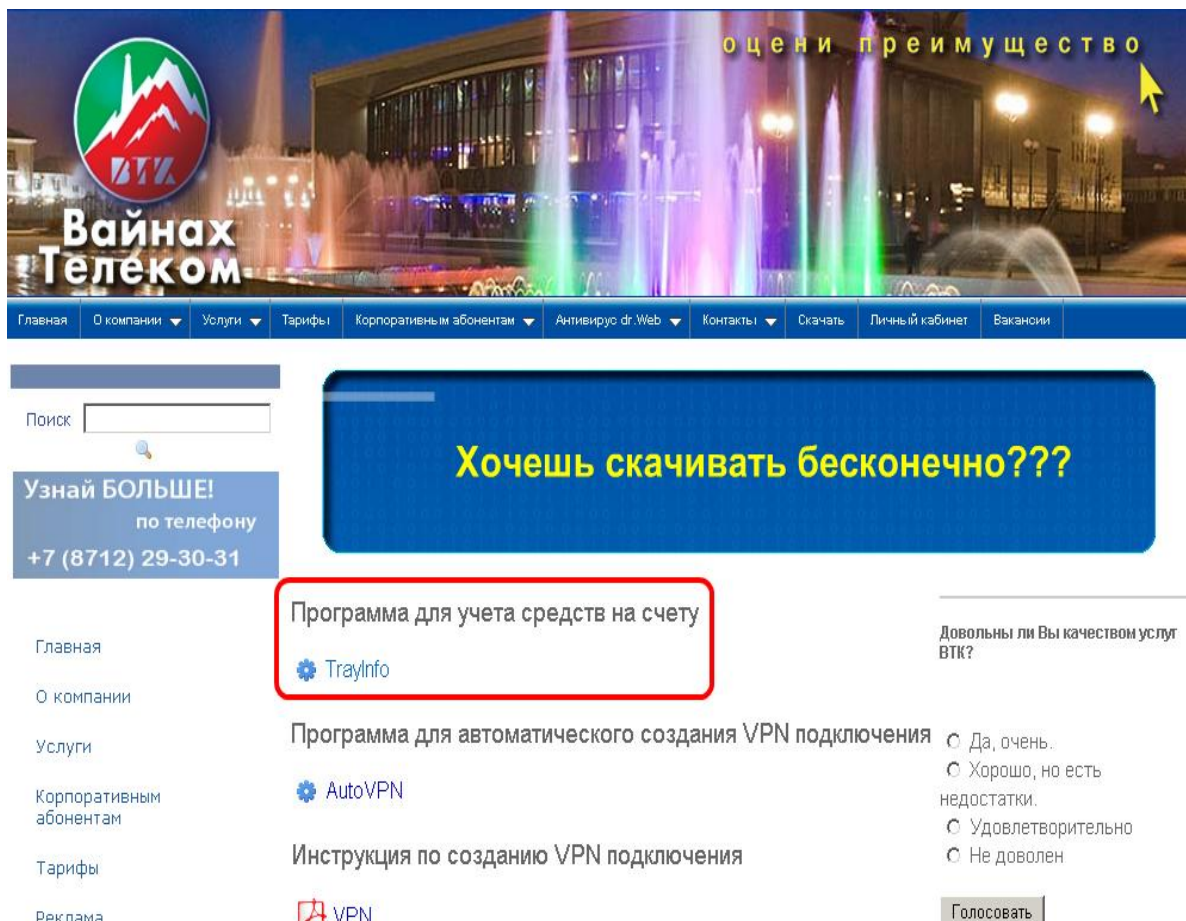 оцени преимущество
ВТК
Вайнах
Телеком
Главная О компании Услуги Тарифы Корпоративным абонентам Антивирус dr.Web Контакты Скачать Личный кабинет Вакансии
Поиск
Узнай БОЛЬШЕ!
по телефону
+7 (8712) 29-30-31
Хочешь скачивать бесконечно???
Главная
О компании
Услуги
Корпоративным
абонентам
Тарифы
Реклама
Программа для учета средств на счету
TrayInfo
Программа для автоматического создания VPN подключения
AutoVPN
Инструкция по созданию VPN подключения
VPN
Довольны ли Вы качеством услуг
ВТК?
Да, очень.
Хорошо, но есть
недостатки.
Удовлетворительно
Не доволен
Голосовать